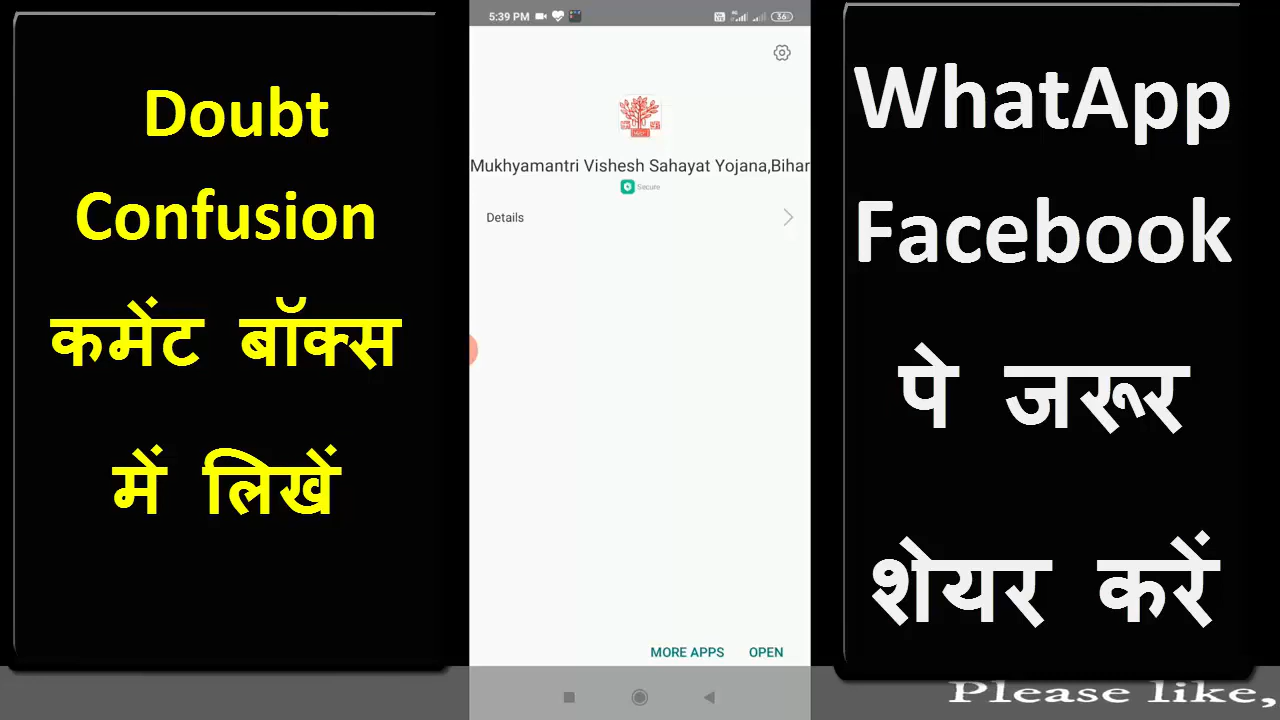 Doubt
Confusion
कमेंट बॉक्स
में लिखें
5:39 PM
36
Mukhyamantri Vishesh Sahayat Yojana,Bihar
Secure
Details
MORE APPS OPEN
WhatApp
Facebook
पे जरूर
शेयर करें
Please like,